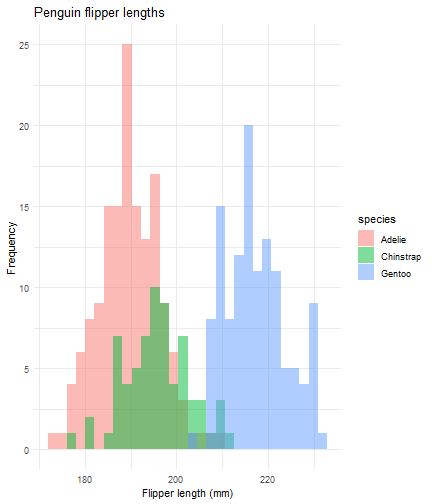 Penguin flipper lengths
25
20
15
10
5
0
Frequency
180 200 220
Flipper length (mm)
species
Adelie
Chinstrap
Gentoo